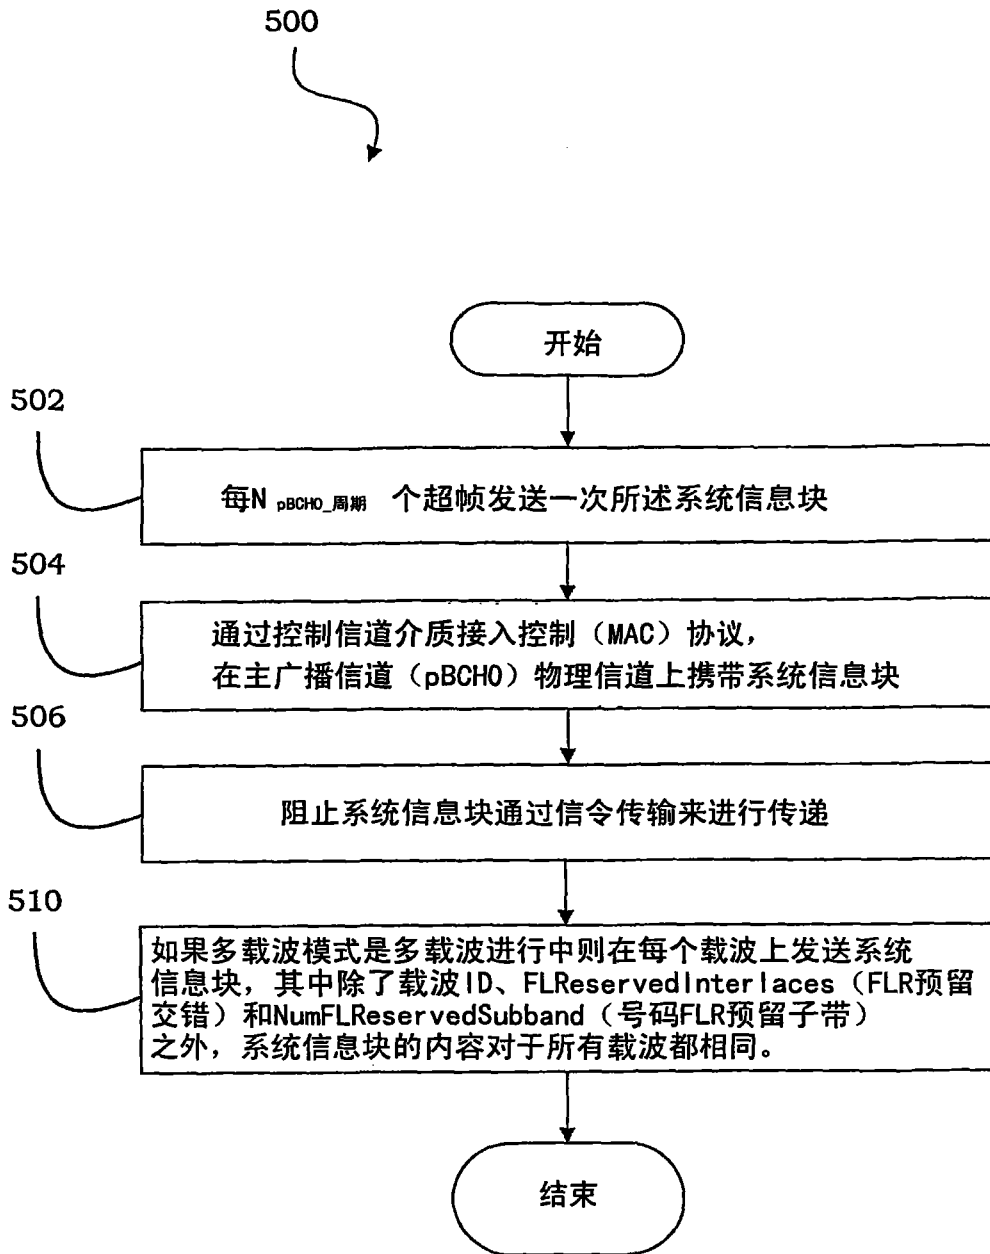 500
开始
502
每N pBCH0_周期 个超帧发送一次所述系统信息块
504
通过控制信道介质接入控制（MAC）协议，
在主广播信道（pBCH0）物理信道上携带系统信息块
506
阻止系统信息块通过信令传输来进行传递
510
如果多载波模式是多载波进行中则在每个载波上发送系统
信息块，其中除了载波ID、FLReservedInterlaces（FLR预留
交错）和NumFLReservedSubband（号码FLR预留子带）
之外，系统信息块的内容对于所有载波都相同。
结束